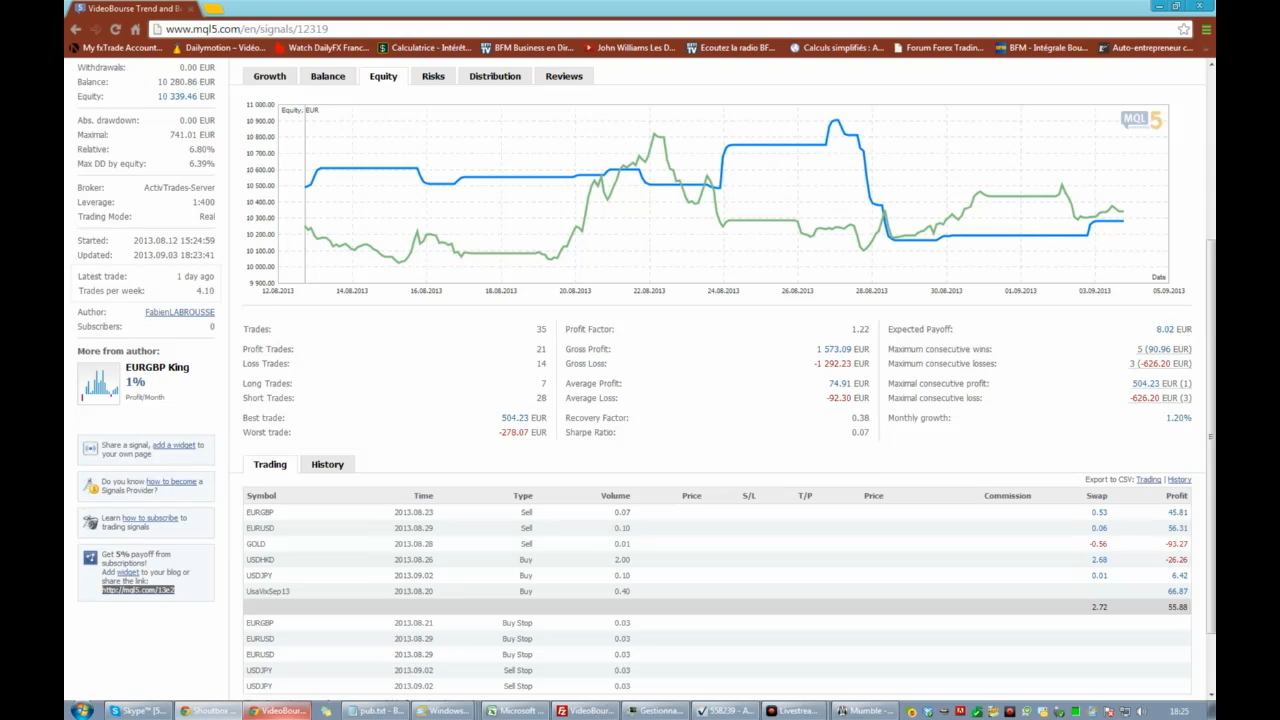 VideoBourse Trend and B
www.mql5.com/en/signals/12319
My fxTrade Account... Dailymotion – Vidéo... Watch DailyFX Franc... Calculatrice - Intérêt... BFM Business en Dir... John Williams Les D... Ecoutez la radio BF... Calculs simplifiés : A... Forum Forex Tradin... BFM - Intégrale Bou... Auto-entrepreneur c...
Withdrawals: 0.00 EUR
Balance: 10 280.86 EUR
Equity: 10 339.46 EUR
Abs. drawdown: 0.00 EUR
Maximal: 741.01 EUR
Relative: 6.80%
Max DD by equity: 6.39%
Broker: ActivTrades-Server
Leverage: 1:400
Trading Mode: Real
Started: 2013.08.12 15:24:59
Updated: 2013.09.03 18:23:41
Latest trade: 1 day ago
Trades per week: 4.10
Author: FabienLABROUSSE
Subscribers: 0
More from author:
EURGBP King
1%
Profit/Month
Share a signal, add a widget to
your own page
Do you know how to become a
Signals Provider?
Learn how to subscribe to
trading signals
Get 5% payoff from
subscriptions!
Add widget to your blog or
share the link:
Growth Balance Equity Risks Distribution Reviews
Equity, EUR
MQL 5
11 000.00
10 900.00
10 800.00
10 700.00
10 600.00
10 500.00
10 400.00
10 300.00
10 200.00
10 100.00
10 000.00
9 900.00
Date
12.08.2013 14.08.2013 16.08.2013 18.08.2013 20.08.2013 22.08.2013 24.08.2013 26.08.2013 28.08.2013 30.08.2013 01.09.2013 03.09.2013 05.09.2013
Trades: 35 Profit Factor: 1.22 Expected Payoff: 8.02 EUR
Profit Trades: 21 Gross Profit: 1 573.09 EUR Maximum consecutive wins: 5 (90.96 EUR)
Loss Trades: 14 Gross Loss: -1 292.23 EUR Maximum consecutive losses: 3 (-626.20 EUR)
Long Trades: 7 Average Profit: 74.91 EUR Maximal consecutive profit: 504.23 EUR (1)
Short Trades: 28 Average Loss: -92.30 EUR Maximal consecutive loss: -626.20 EUR (3)
Best trade: 504.23 EUR Recovery Factor: 0.38 Monthly growth: 1.20%
Worst trade: -278.07 EUR Sharpe Ratio: 0.07
Trading History
Export to CSV: Trading | History
Symbol Time Type Volume Price S/L T/P Price Commission Swap Profit
EURGBP 2013.08.23 Sell 0.07 0.53 45.81
EURUSD 2013.08.29 Sell 0.10 0.06 56.31
GOLD 2013.08.28 Sell 0.01 -0.56 -93.27
USDHKD 2013.08.26 Buy 2.00 2.68 -26.26
USDJPY 2013.09.02 Buy 0.10 0.01 6.42
UsaVixSep13 2013.08.20 Buy 0.40 66.87
2.72 55.88
EURGBP 2013.08.21 Buy Stop 0.03
EURUSD 2013.08.29 Buy Stop 0.03
EURUSD 2013.08.29 Buy Stop 0.03
USDJPY 2013.09.02 Sell Stop 0.03
USDJPY 2013.09.02 Sell Stop 0.03
Skype™ [5... Shoutbox VideoBour... pub.txt - B... Windows... Microsoft ... VideoBou... Gestionna... 558239 - A... Livestrea... Mumble -... 18:25